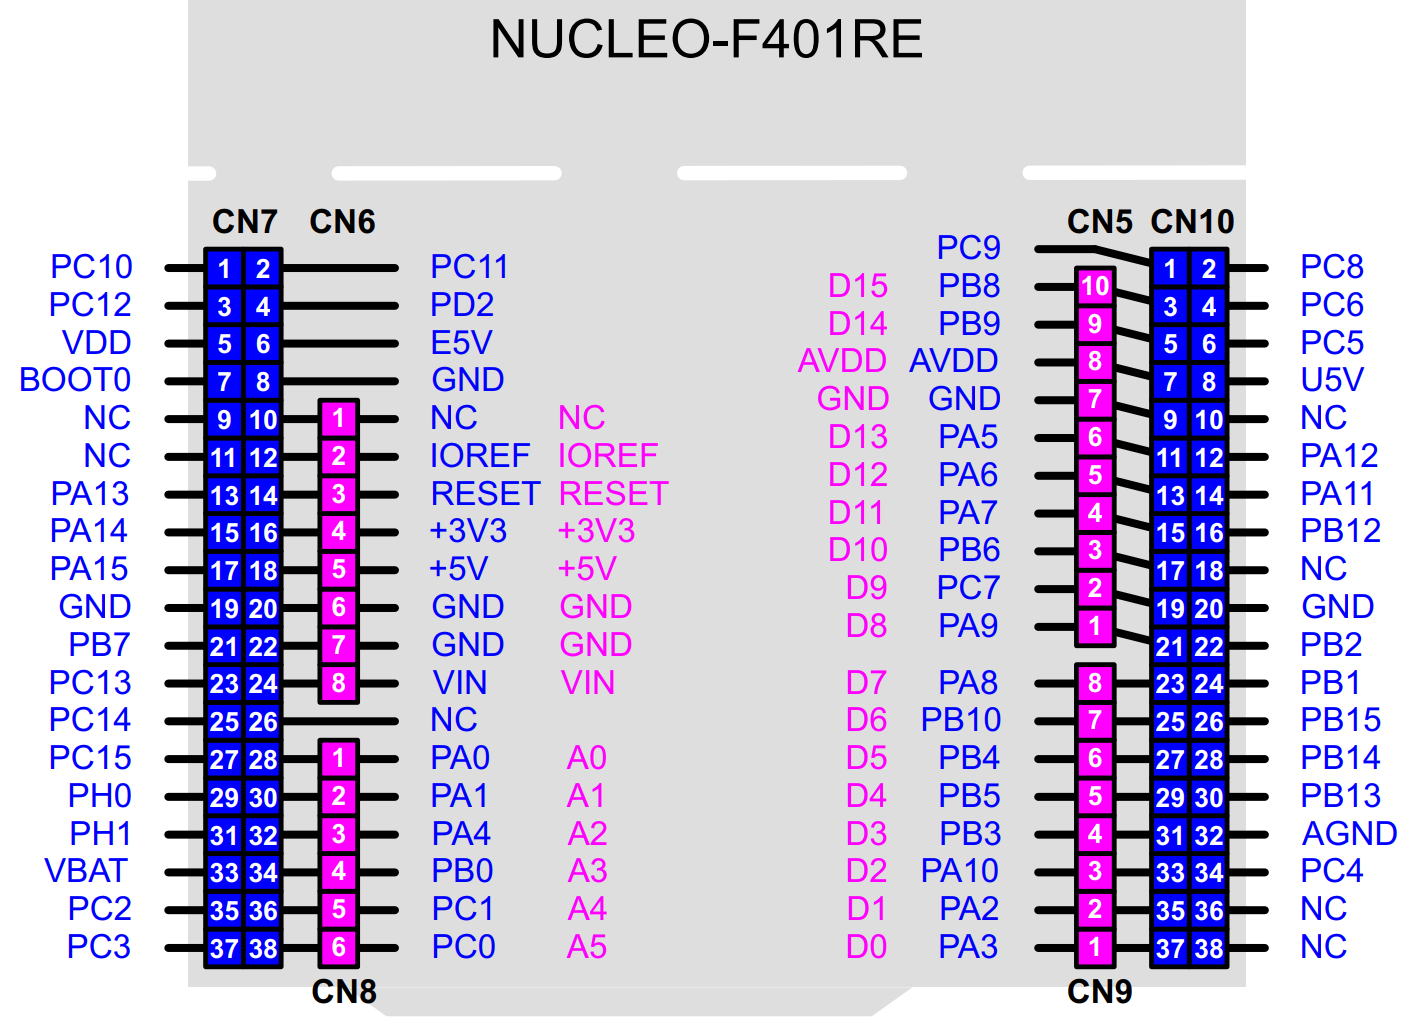 NUCLEO-F401RE
CN7 CN6 CN5 CN10
PC9
PC10 1 2 PC11 1 2 PC8
D15 PB8 10
PC12 3 4 PD2 3 4 PC6
D14 PB9 9
VDD 5 6 E5V 5 6 PC5
AVDD AVDD 8
BOOT0 7 8 GND 7 8 U5V
GND GND 7
NC 9 10 1 NC NC 9 10 NC
D13 PA5 6
NC 11 12 2 IOREF IOREF 11 12 PA12
D12 PA6 5
PA13 13 14 3 RESET RESET 13 14 PA11
D11 PA7 4
PA14 15 16 4 +3V3 +3V3 15 16 PB12
D10 PB6 3
PA15 17 18 5 +5V +5V 17 18 NC
D9 PC7 2
GND 19 20 6 GND GND 19 20 GND
D8 PA9 1
PB7 21 22 7 GND GND 21 22 PB2
PC13 23 24 8 VIN VIN D7 PA8 8 23 24 PB1
PC14 25 26 NC D6 PB10 7 25 26 PB15
PC15 27 28 1 PA0 A0 D5 PB4 6 27 28 PB14
PH0 29 30 2 PA1 A1 D4 PB5 5 29 30 PB13
PH1 31 32 3 PA4 A2 D3 PB3 4 31 32 AGND
VBAT 33 34 4 PB0 A3 D2 PA10 3 33 34 PC4
PC2 35 36 5 PC1 A4 D1 PA2 2 35 36 NC
PC3 37 38 6 PC0 A5 D0 PA3 1 37 38 NC
CN8 CN9